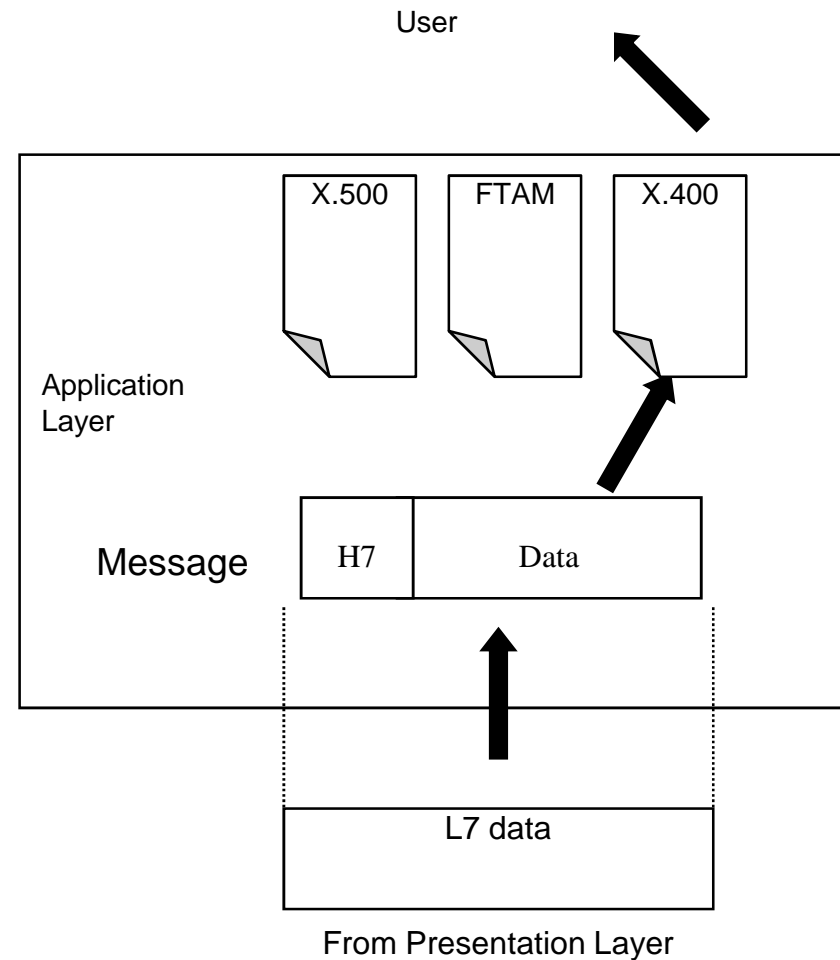 User
X.500
FTAM
X.400
Application
Layer
Message
H7
Data
L7 data
From Presentation Layer